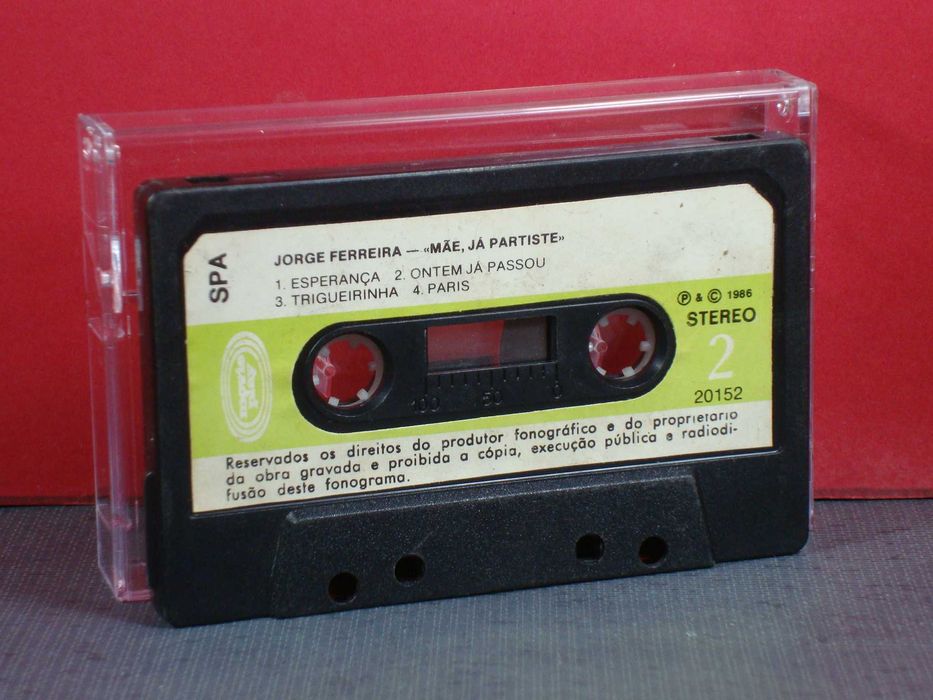 SPA
JORGE FERREIRA — «MÃE, JÁ PARTISTE»
1. ESPERANÇA 2. ONTEM JÁ PASSOU
3. TRIGUEIRINHA 4. PARIS
Ⓟ & © 1986
STEREO
2
20152
100 50 0
Reservados os direitos do produtor fonográfico e do proprietário
da obra gravada e proibida a cópia, execução pública e radiodi-
fusão deste fonograma.